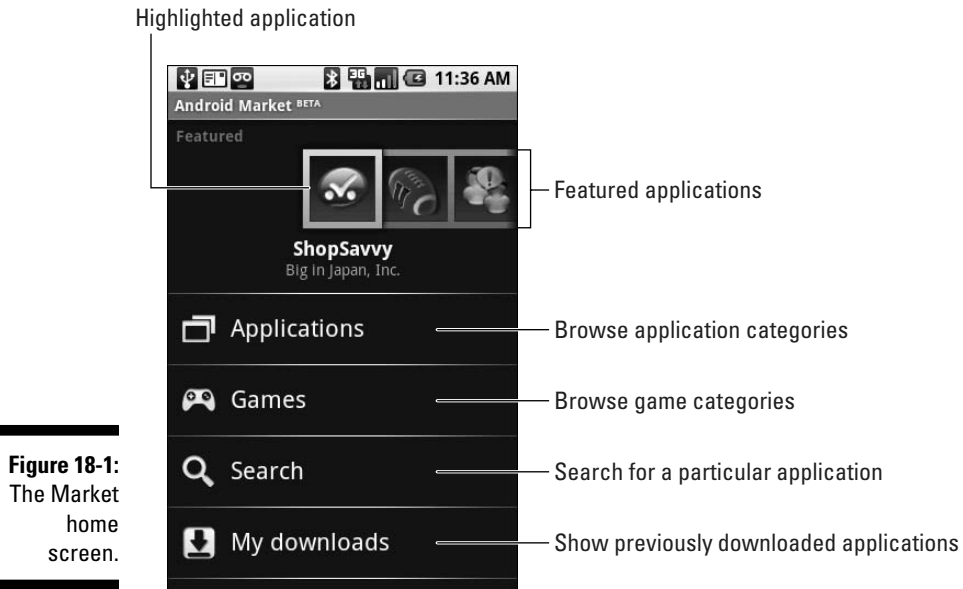 Highlighted application
3G
11:36 AM
Android Market BETA
Featured
Featured applications
ShopSavvy
Big in Japan, Inc.
Applications
Browse application categories
Games
Browse game categories
Search
Search for a particular application
My downloads
Show previously downloaded applications
Figure 18-1:
The Market
home
screen.